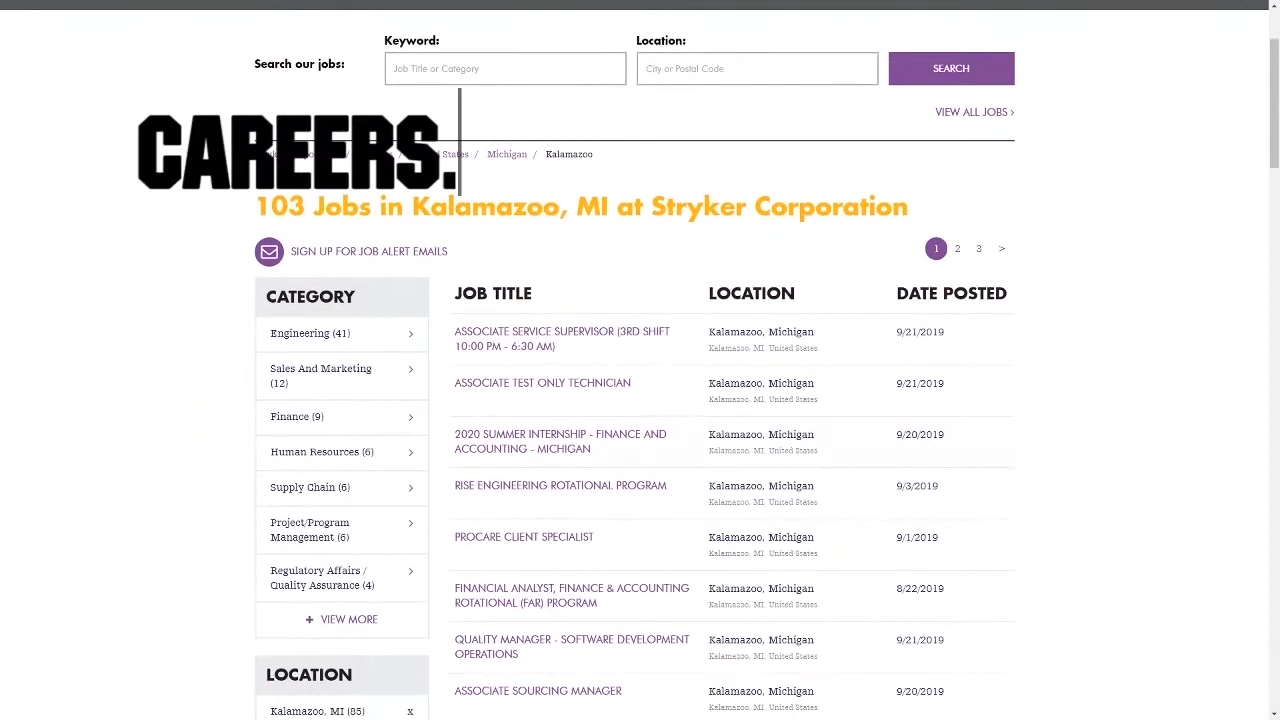 Keyword:
Location:
Search our jobs:
Job Title or Category
City or Postal Code
SEARCH
VIEW ALL JOBS >
CAREERS.
States / Michigan / Kalamazoo
103 Jobs in Kalamazoo, MI at Stryker Corporation
SIGN UP FOR JOB ALERT EMAILS
1 2 3 >
CATEGORY
Engineering (41) >
Sales And Marketing
(12) >
Finance (9) >
Human Resources (6) >
Supply Chain (6) >
Project/Program
Management (6) >
Regulatory Affairs /
Quality Assurance (4) >
+ VIEW MORE
LOCATION
Kalamazoo, MI (85) x
JOB TITLE LOCATION DATE POSTED
ASSOCIATE SERVICE SUPERVISOR (3RD SHIFT
10:00 PM - 6:30 AM)
Kalamazoo, Michigan
Kalamazoo, MI, United States
9/21/2019
ASSOCIATE TEST ONLY TECHNICIAN
Kalamazoo, Michigan
Kalamazoo, MI, United States
9/21/2019
2020 SUMMER INTERNSHIP - FINANCE AND
ACCOUNTING - MICHIGAN
Kalamazoo, Michigan
Kalamazoo, MI, United States
9/20/2019
RISE ENGINEERING ROTATIONAL PROGRAM
Kalamazoo, Michigan
Kalamazoo, MI, United States
9/3/2019
PROCARE CLIENT SPECIALIST
Kalamazoo, Michigan
Kalamazoo, MI, United States
9/1/2019
FINANCIAL ANALYST, FINANCE & ACCOUNTING
ROTATIONAL (FAR) PROGRAM
Kalamazoo, Michigan
Kalamazoo, MI, United States
8/22/2019
QUALITY MANAGER - SOFTWARE DEVELOPMENT
OPERATIONS
Kalamazoo, Michigan
Kalamazoo, MI, United States
9/21/2019
ASSOCIATE SOURCING MANAGER
Kalamazoo, Michigan
Kalamazoo, MI, United States
9/20/2019